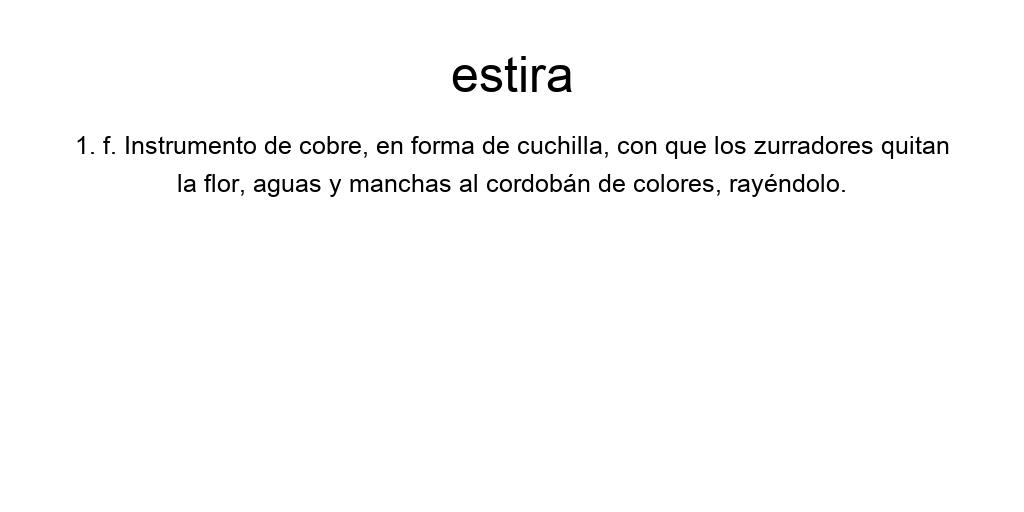 estira
1. f. Instrumento de cobre, en forma de cuchilla, con que los zurradores quitan
la flor, aguas y manchas al cordobán de colores, rayéndolo.